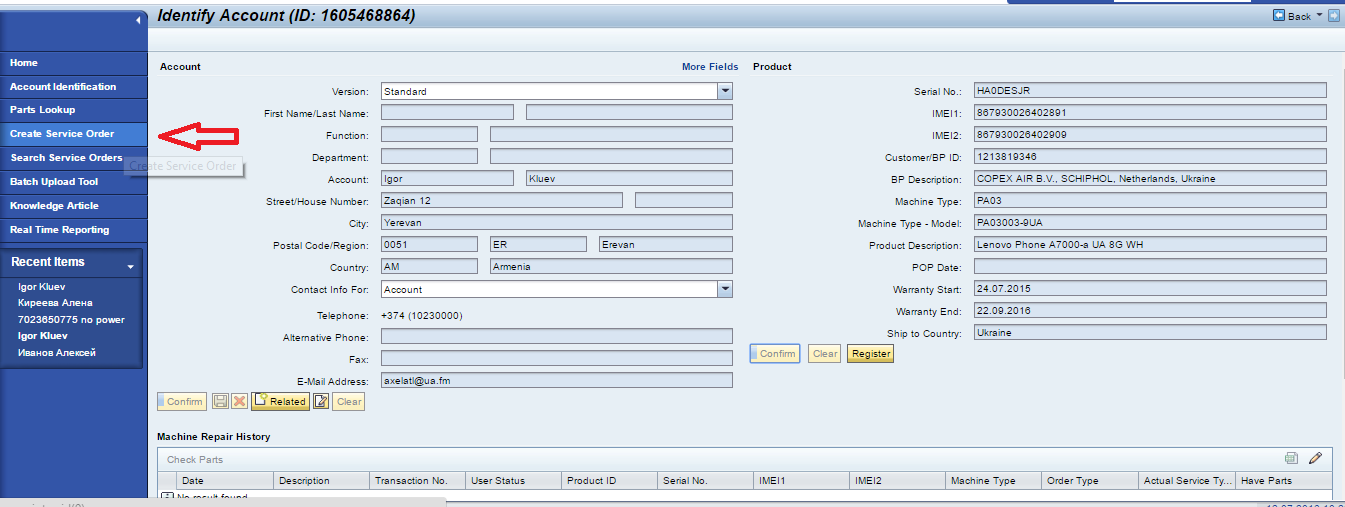 Identify Account (ID: 1605468864)
Back
Home
Account Identification
Parts Lookup
Create Service Order
Search Service Orders
Create Service Order
Batch Upload Tool
Knowledge Article
Real Time Reporting
Recent Items
Igor Kluev
Киреева Алена
7023650775 no power
Igor Kluev
Иванов Алексей
Account More Fields
Version: Standard
First Name/Last Name:
Function:
Department:
Account: Igor Kluev
Street/House Number: Zaqian 12
City: Yerevan
Postal Code/Region: 0051 ER Erevan
Country: AM Armenia
Contact Info For: Account
Telephone: +374 (10230000)
Alternative Phone:
Fax:
E-Mail Address: axelatl@ua.fm
Confirm Related Clear
Product
Serial No.: HA0DESJR
IMEI1: 867930026402891
IMEI2: 867930026402909
Customer/BP ID: 1213819346
BP Description: COPEX AIR B.V., SCHIPHOL, Netherlands, Ukraine
Machine Type: PA03
Machine Type - Model: PA03003-9UA
Product Description: Lenovo Phone A7000-a UA 8G WH
POP Date:
Warranty Start: 24.07.2015
Warranty End: 22.09.2016
Ship to Country: Ukraine
Confirm Clear Register
Machine Repair History
Check Parts
Date Description Transaction No. User Status Product ID Serial No. IMEI1 IMEI2 Machine Type Order Type Actual Service Ty... Have Parts
No result found